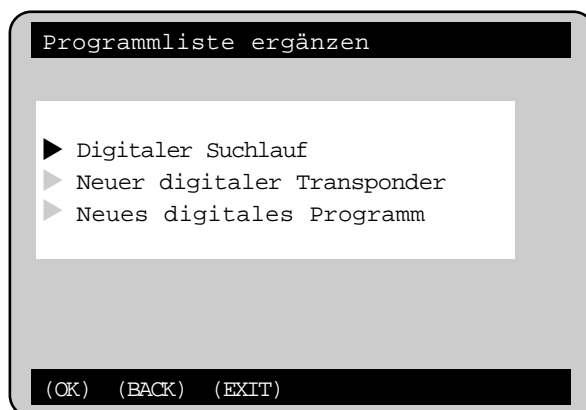 Programmliste ergänzen
Digitaler Suchlauf
Neuer digitaler Transponder
Neues digitales Programm
(OK) (BACK) (EXIT)